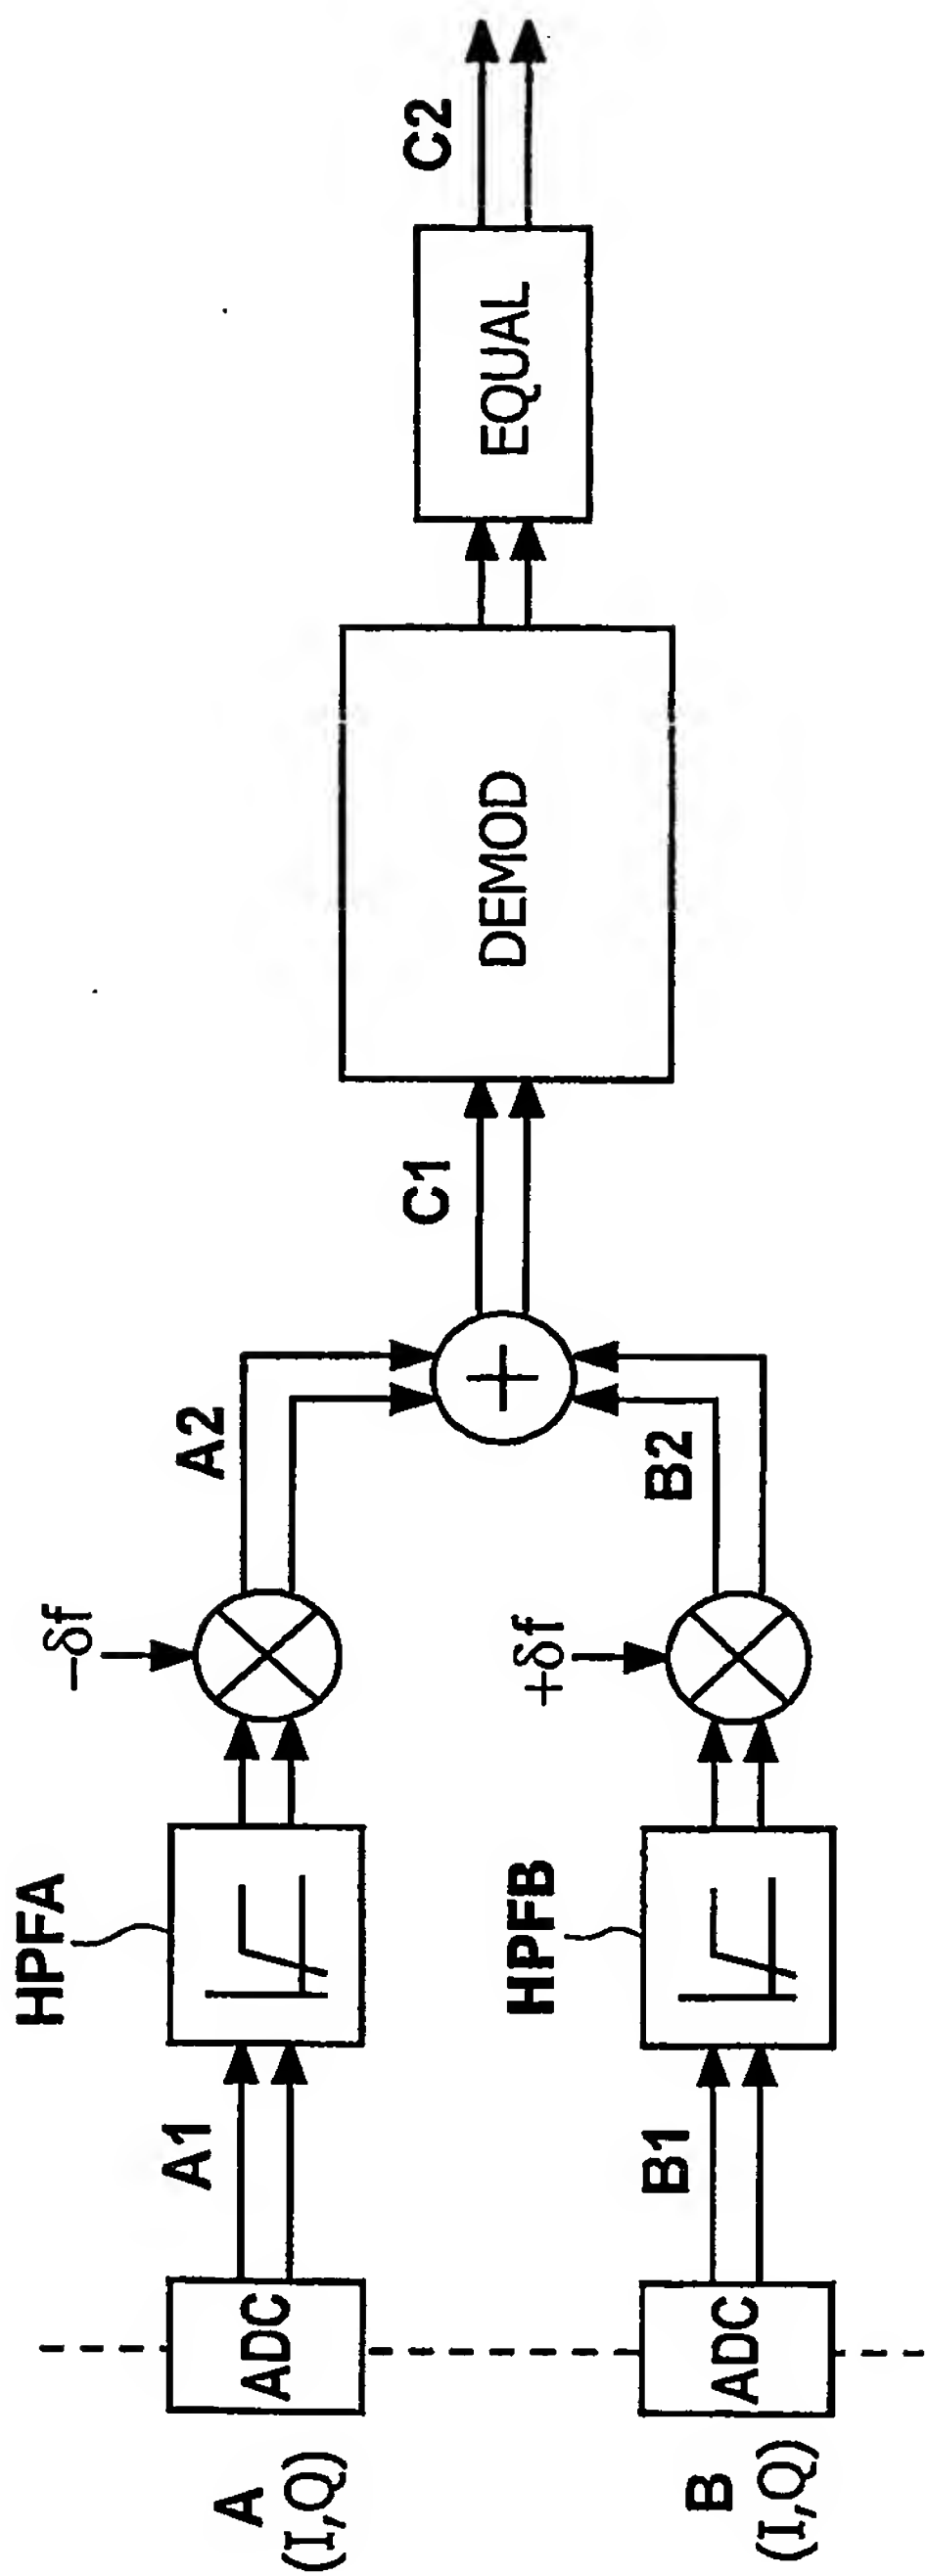 A
(I,Q)
ADC
A1
HPFA
−δf
A2
B
(I,Q)
ADC
B1
HPFB
+δf
B2
+
C1
DEMOD
EQUAL
C2